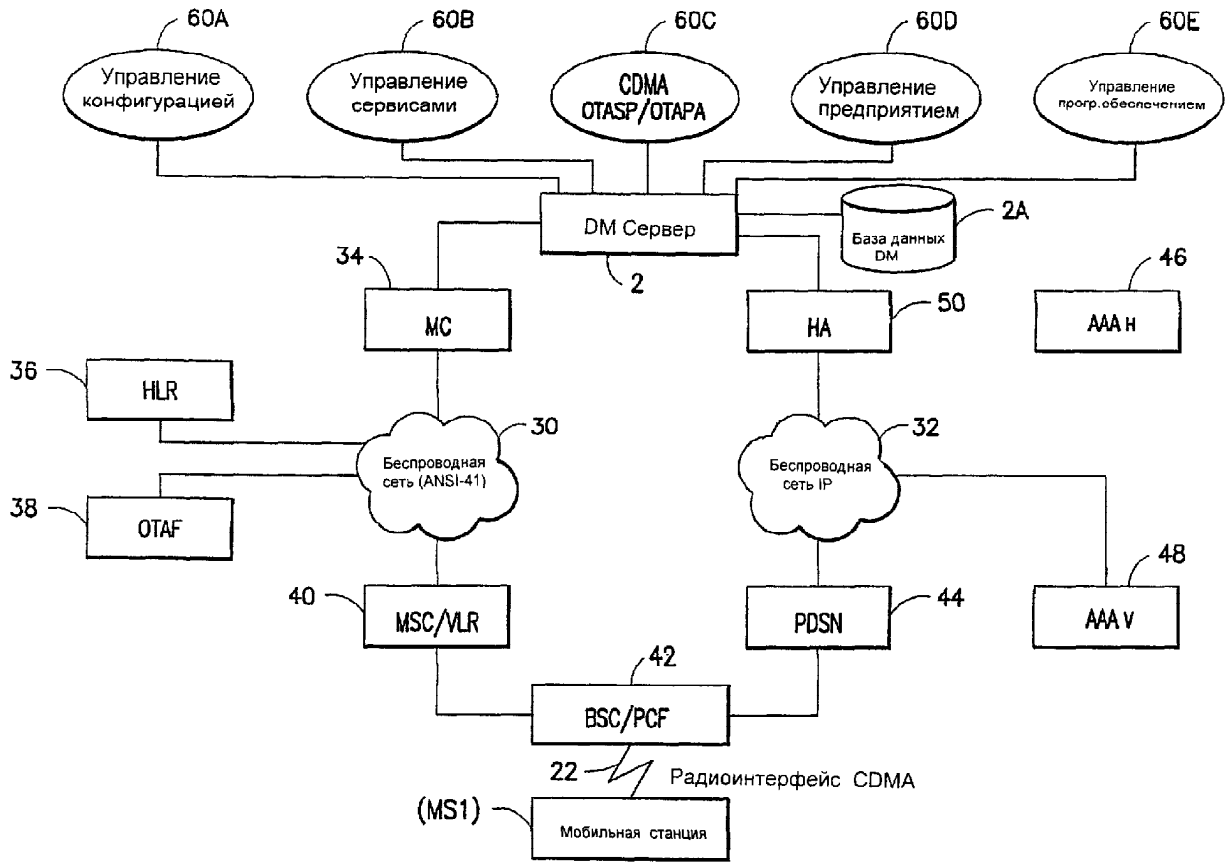 60A
60B
60C
60D
60E
Управление
конфигурацией
Управление
сервисами
CDMA
OTASP/OTAPA
Управление
предприятием
Управление
прогр.обеспечением
DM Сервер
2
База данных
DM
2A
34
MC
HA
50
46
AAA H
36
HLR
30
Беспроводная
сеть (ANSI-41)
32
Беспроводная
сеть IP
38
OTAF
40
MSC/VLR
PDSN
44
48
AAA V
42
BSC/PCF
22
Радиоинтерфейс CDMA
(MS1)
Мобильная станция